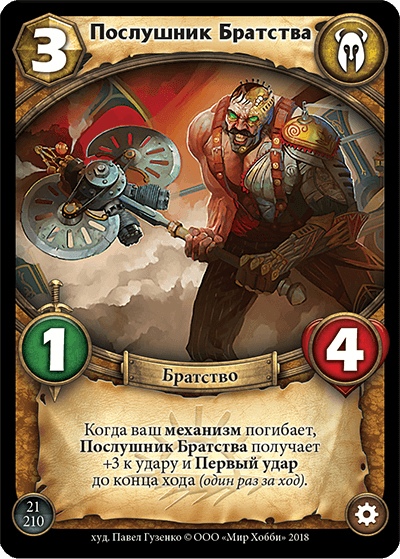 3
Послушник Братства
1
4
Братство
Когда ваш механизм погибает,
Послушник Братства получает
+3 к удару и Первый удар
до конца хода (один раз за ход).
21
210
худ. Павел Гузенко © ООО «Мир Хобби» 2018